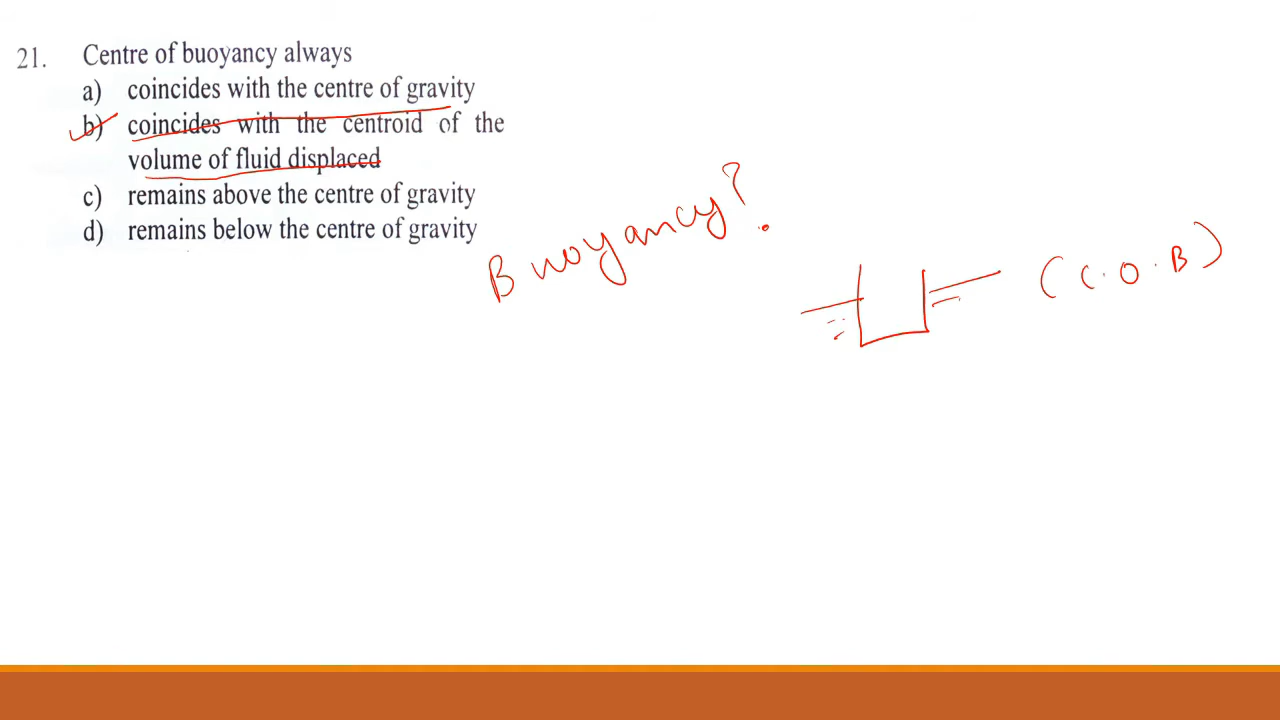 21. Centre of buoyancy always
a) coincides with the centre of gravity
b) coincides with the centroid of the
volume of fluid displaced
c) remains above the centre of gravity
d) remains below the centre of gravity
Buoyancy?
(C.O.B)